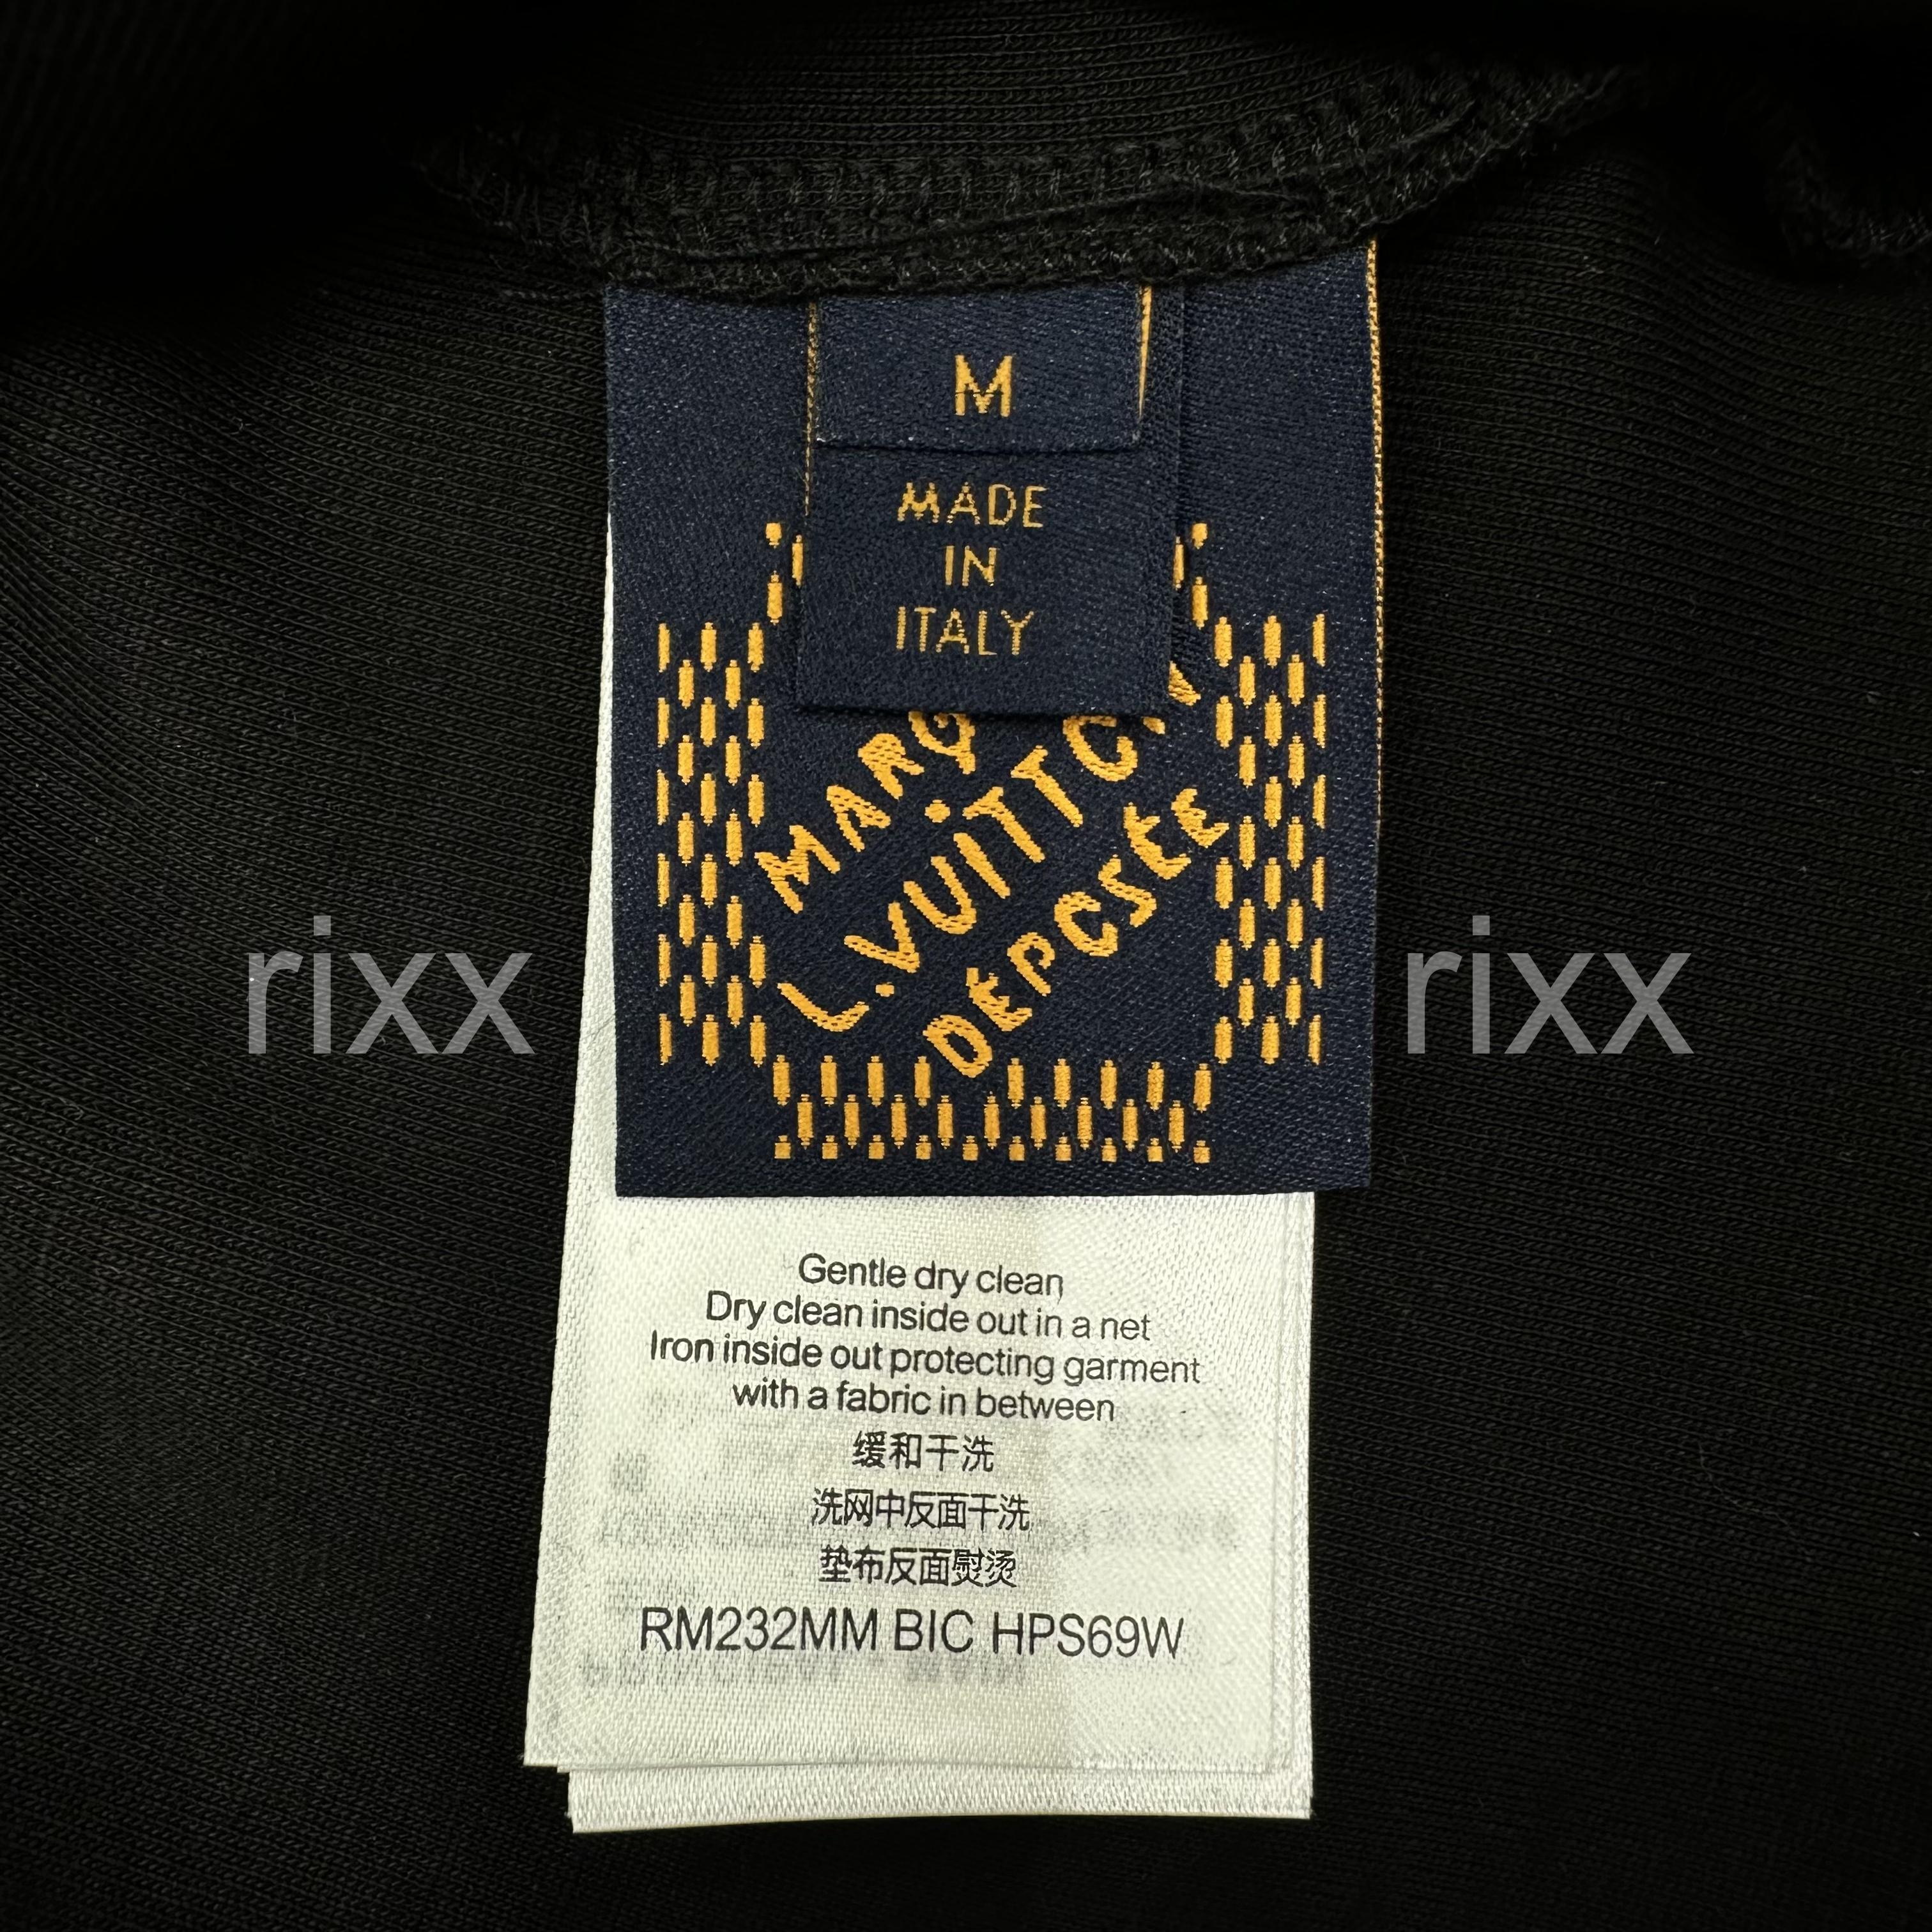 M
MADE
IN
ITALY
MARQ
L.VUITTON
DEPOSÉE
rixx
rixx
Gentle dry clean
Dry clean inside out in a net
Iron inside out protecting garment
with a fabric in between
缓和干洗
洗网中反面干洗
垫布反面熨烫
RM232MM BIC HPS69W